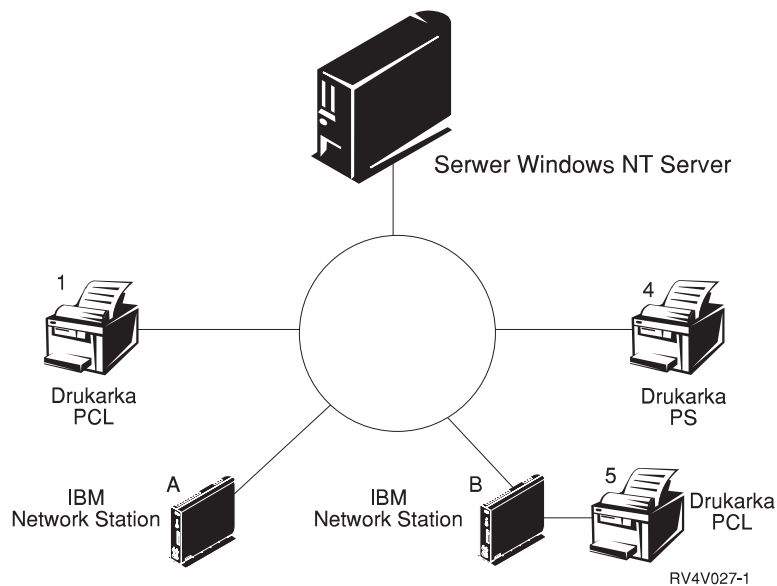 Serwer Windows NT Server
1
Drukarka
PCL
4
Drukarka
PS
IBM
Network Station
A
IBM
Network Station
B
5
Drukarka
PCL
RV4V027-1